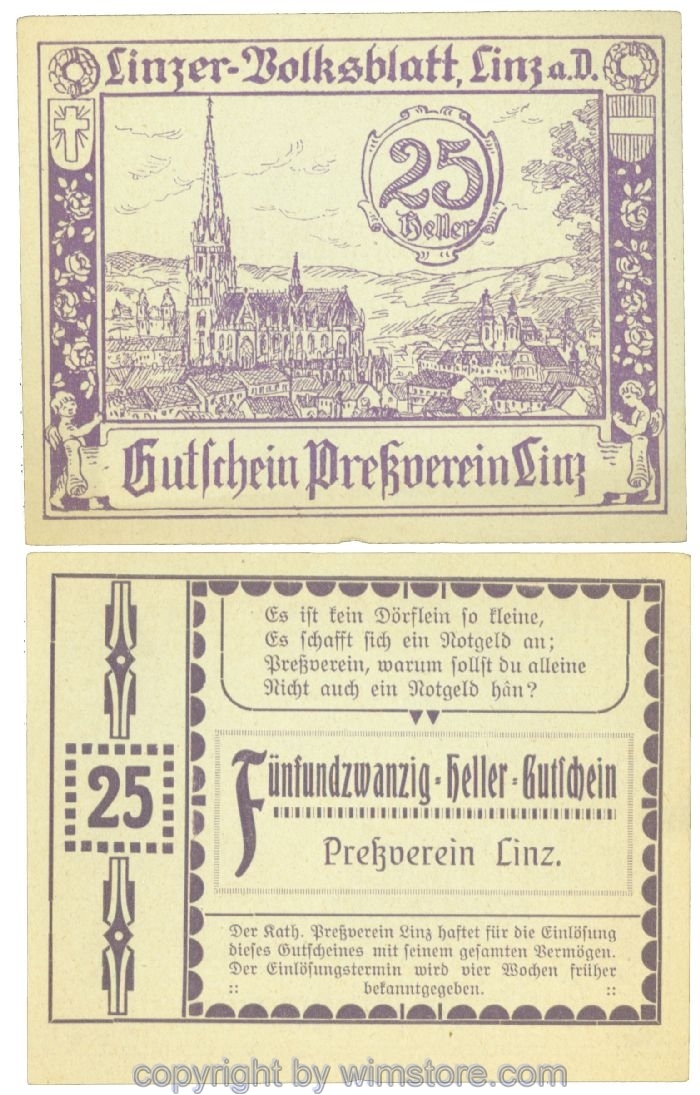 Linzer-Volksblatt, Linz a.D.
25
Heller
Gutschein Preßverein Linz
Es ist kein Dörflein so kleine,
Es schafft sich ein Notgeld an;
Preßverein, warum sollst du alleine
Nicht auch ein Notgeld hân?
25
Fünfundzwanzig-Heller-Gutschein
Preßverein Linz.
Der Kath. Preßverein Linz haftet für die Einlösung
dieses Gutscheines mit seinem gesamten Vermögen.
Der Einlösungstermin wird vier Wochen früher
:: bekanntgegeben. ::
copyright by wimstore.com